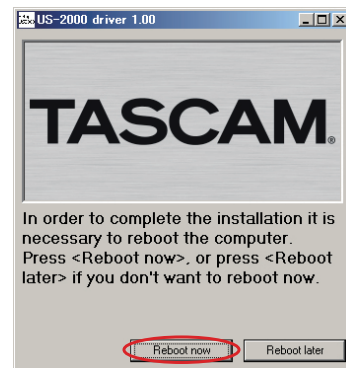 US-2000 driver 1.00
TASCAM®
In order to complete the installation it is
necessary to reboot the computer.
Press <Reboot now>, or press <Reboot
later> if you don't want to reboot now.
Reboot now Reboot later